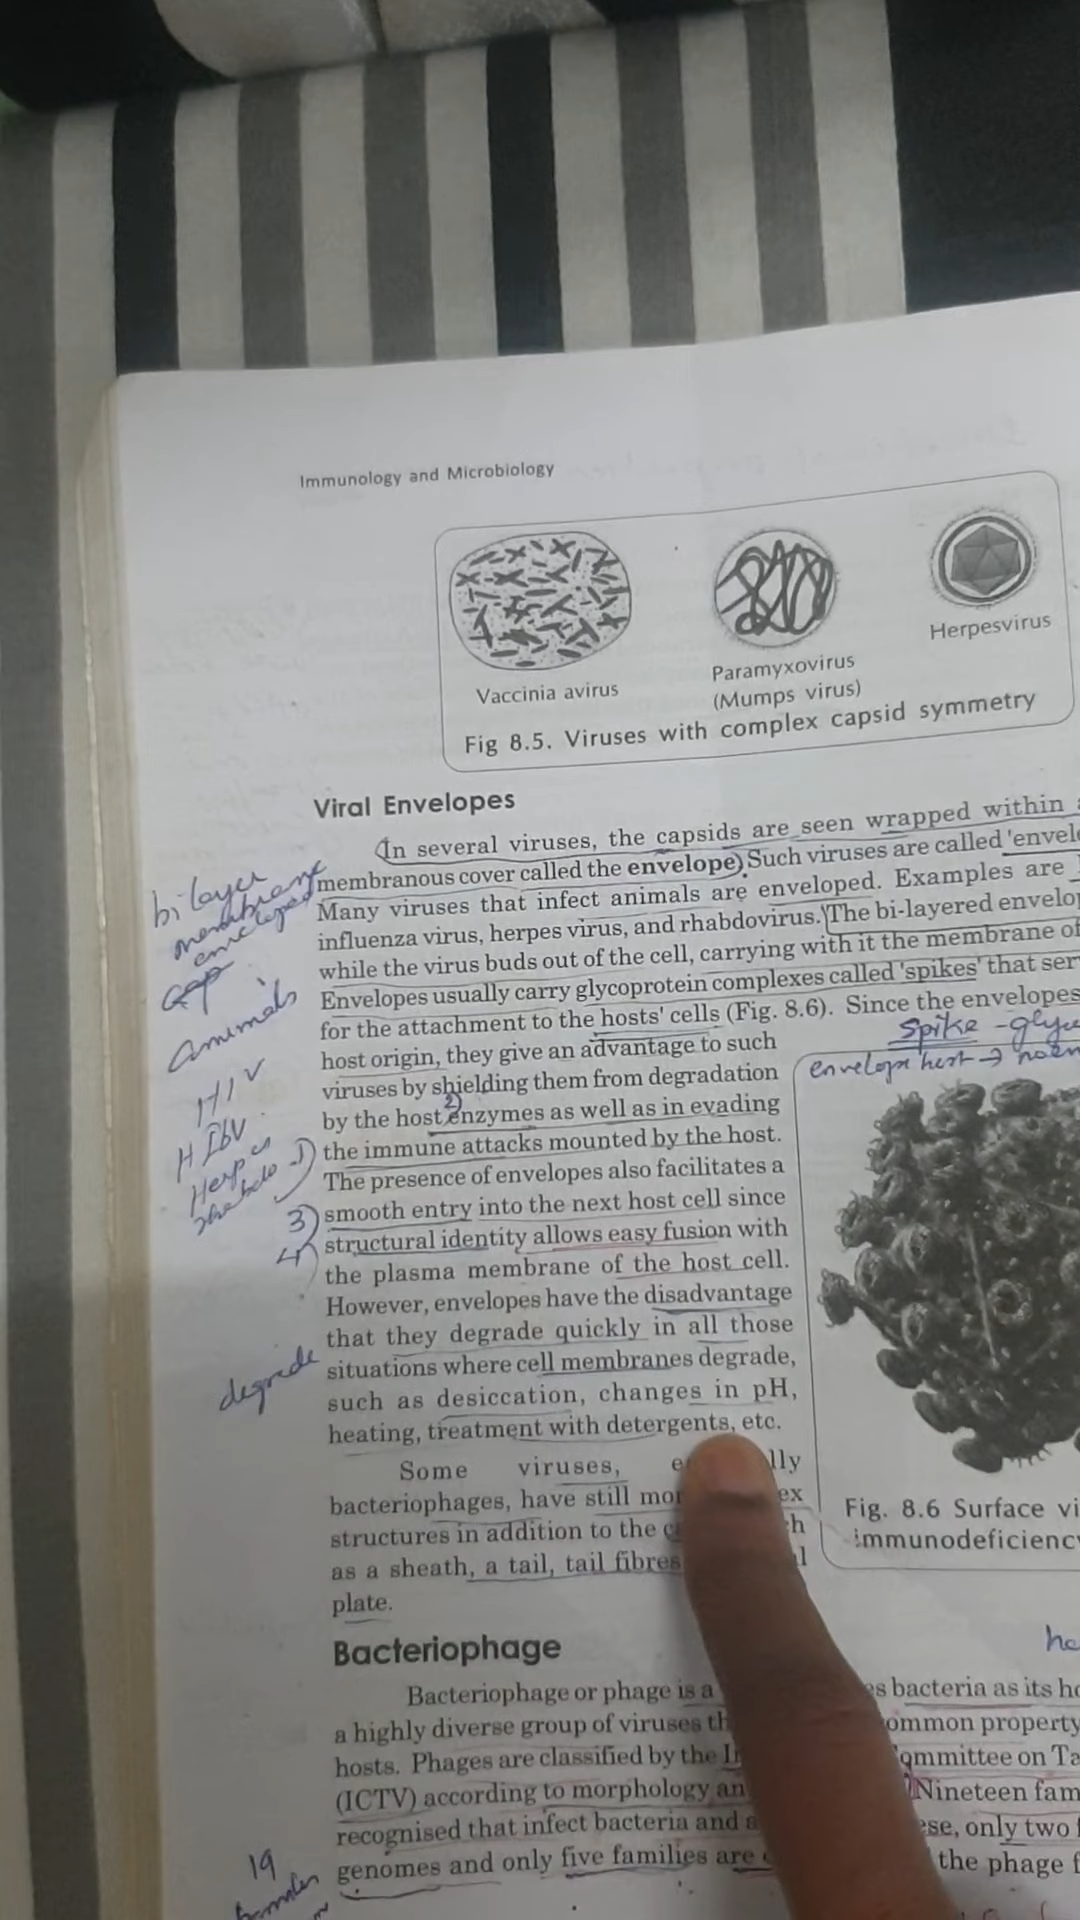 Immunology and Microbiology
Vaccinia avirus
Paramyxovirus
(Mumps virus)
Herpesvirus
Fig 8.5. Viruses with complex capsid symmetry
Viral Envelopes
In several viruses, the capsids are seen wrapped within
membranous cover called the envelope. Such viruses are called 'envel
Many viruses that infect animals are enveloped. Examples are
influenza virus, herpes virus, and rhabdovirus. The bi-layered envelo
while the virus buds out of the cell, carrying with it the membrane of
Envelopes usually carry glycoprotein complexes called 'spikes' that ser
for the attachment to the hosts' cells (Fig. 8.6). Since the envelopes
host origin, they give an advantage to such
viruses by shielding them from degradation
by the host enzymes as well as in evading
the immune attacks mounted by the host.
The presence of envelopes also facilitates a
smooth entry into the next host cell since
structural identity allows easy fusion with
the plasma membrane of the host cell.
However, envelopes have the disadvantage
that they degrade quickly in all those
situations where cell membranes degrade,
such as desiccation, changes in pH,
heating, treatment with detergents, etc.
Some viruses, e lly
bacteriophages, have still mor ex
structures in addition to the c h
as a sheath, a tail, tail fibres l
plate.
bilayer
membrane
animals
HIV
Herpes
1)
2)
3)
4)
degrade
spike - glyc
envelope host →
Fig. 8.6 Surface vi
immunodeficienc
Bacteriophage
Bacteriophage or phage is a es bacteria as its ho
a highly diverse group of viruses th ommon property
hosts. Phages are classified by the I ommittee on Ta
(ICTV) according to morphology an Nineteen fam
recognised that infect bacteria and a ese, only two
genomes and only five families are the phage f
he
19